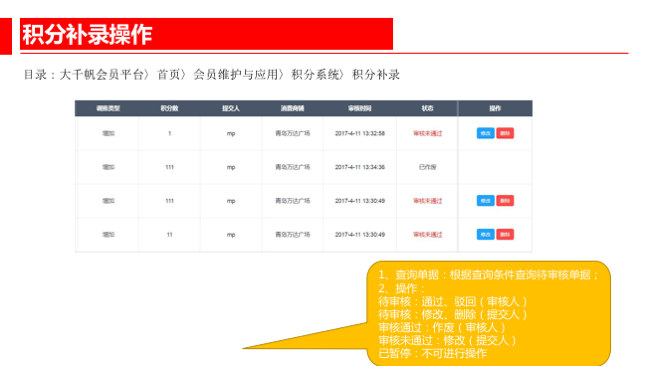 积分补录操作
目录：大千帆会员平台〉首页〉会员维护与应用〉积分系统〉积分补录
调账类型 积分数 提交人 消费商铺 审核时间 状态 操作
增加 1 mp 青岛万达广场 2017-4-11 13:32:58 审核未通过 修改 删除
增加 111 mp 青岛万达广场 2017-4-11 13:34:36 已作废
增加 111 mp 青岛万达广场 2017-4-11 13:30:49 审核未通过 修改 删除
增加 11 mp 青岛万达广场 2017-4-11 13:30:49 审核未通过 修改 删除
1、查询单据：根据查询条件查询待审核单据；
2、操作：
待审核：通过、驳回（审核人）
待审核：修改、删除（提交人）
审核通过：作废（审核人）
审核未通过：修改（提交人）
已暂停：不可进行操作